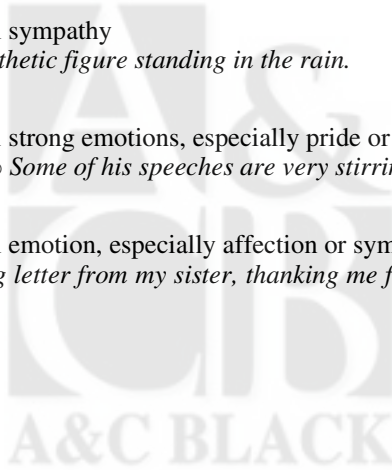 sympathy
thetic figure standing in the rain.
strong emotions, especially pride or
Some of his speeches are very stirrin
emotion, especially affection or sym
g letter from my sister, thanking me f
A &
C B
A&C BLACK